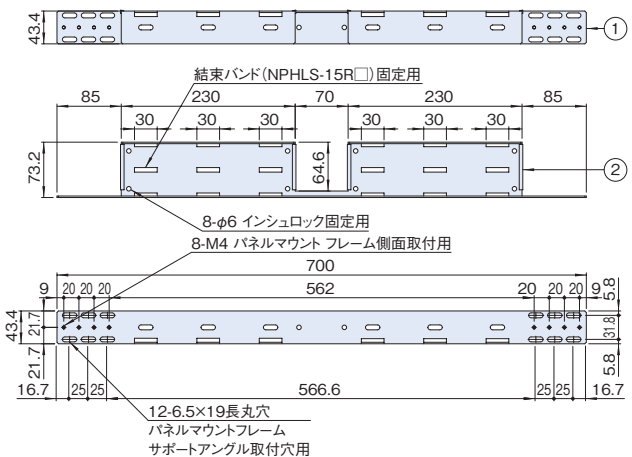 43.4
①
結束バンド(NPHLS-15R□)固定用
85 230 70 230 85
30 30 30 30 30 30
73.2
64.6
②
8-φ6 インシュロック固定用
8-M4 パネルマウント フレーム側面取付用
700
9 20 20 20 562 20 20 20 9
5.8
43.4
21.7
31.8
21.7
5.8
16.7 25 25 566.6 25 25 16.7
12-6.5×19長丸穴
パネルマウントフレーム
サポートアングル取付穴用